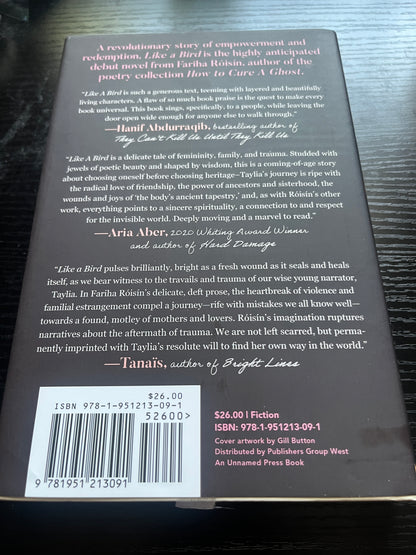 A revolutionary story of empowerment and
redemption, Like a Bird is the highly anticipated
debut novel from Fariha Róisín, author of the
poetry collection How to Cure A Ghost.
"Like A Bird is such a generous text, teeming with layered and beautifully
living characters. A flaw of so much book praise is the quest to make every
book universal. This book sings, specifically, to a people, while leaving the
door open wide enough for anyone else to walk through."
—Hanif Abdurraqib, bestselling author of
They Can't Kill Us Until They Kill Us
"Like A Bird is a delicate tale of femininity, family, and trauma. Studded with
jewels of poetic beauty and shaped by wisdom, this is a coming-of-age story
about choosing oneself before choosing heritage—Taylia's journey is ripe with
the radical love of friendship, the power of ancestors and sisterhood, the
wounds and joys of 'the body's ancient tapestry,' and, as with Róisín's other
work, everything points to a sincere spirituality, a connection to and respect
for the invisible world. Deeply moving and a marvel to read."
—Aria Aber, 2020 Whiting Award Winner
and author of Hard Damage
"Like a Bird pulses brilliantly, bright as a fresh wound as it seals and heals
itself, as we bear witness to the travails and trauma of our wise young narrator,
Taylia. In Fariha Róisín's delicate, deft prose, the heartbreak of violence and
familial estrangement compel a journey—rife with mistakes we all know well—
towards a found, motley of mothers and lovers. Róisín's imagination ruptures
narratives about the aftermath of trauma. We are not left scarred, but perma-
nently imprinted with Taylia's resolute will to find her own way in the world."
—Tanaïs, author of Bright Lines
$26.00
ISBN 978-1-951213-09-1
52600>
9 781951 213091
$26.00 | Fiction
ISBN: 978-1-951213-09-1
Cover artwork by Gill Button
Distributed by Publishers Group West
An Unnamed Press Book